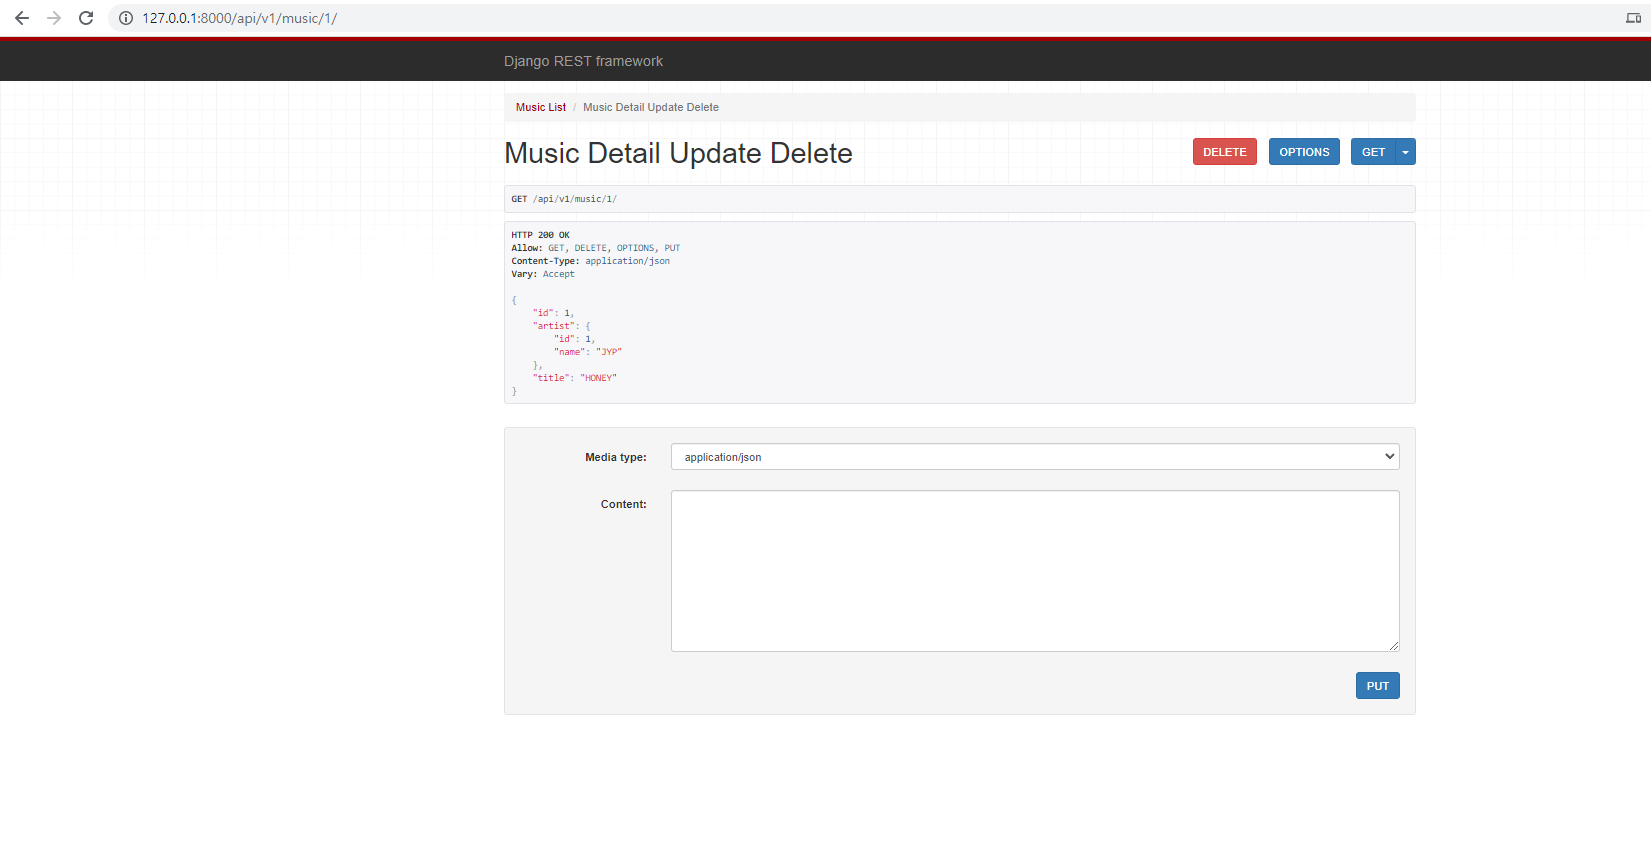 127.0.0.1:8000/api/v1/music/1/
Django REST framework
Music List / Music Detail Update Delete
Music Detail Update Delete
DELETE OPTIONS GET
GET /api/v1/music/1/
HTTP 200 OK
Allow: GET, DELETE, OPTIONS, PUT
Content-Type: application/json
Vary: Accept
{
    "id": 1,
    "artist": {
        "id": 1,
        "name": "JYP"
    },
    "title": "HONEY"
}
Media type: application/json
Content:
PUT